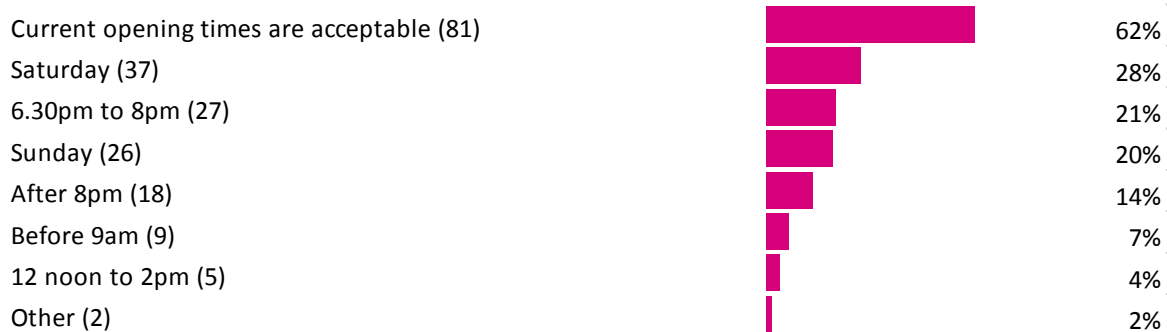 Current opening times are acceptable (81) 62%
Saturday (37) 28%
6.30pm to 8pm (27) 21%
Sunday (26) 20%
After 8pm (18) 14%
Before 9am (9) 7%
12 noon to 2pm (5) 4%
Other (2) 2%